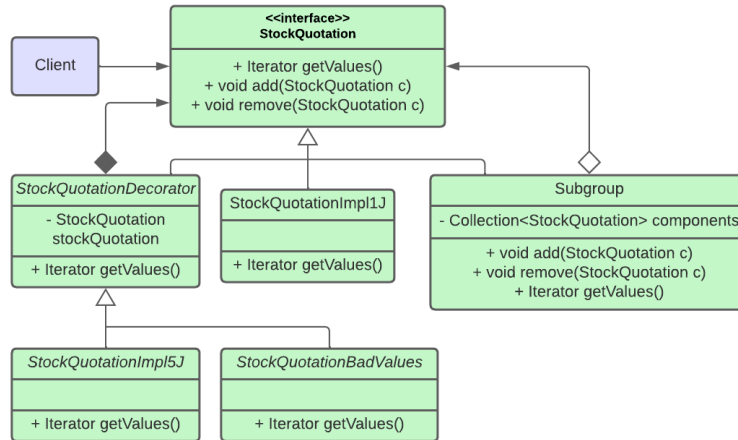 <<interface>>
StockQuotation
+ Iterator getValues()
+ void add(StockQuotation c)
+ void remove(StockQuotation c)
Client
StockQuotationDecorator
- StockQuotation
stockQuotation
+ Iterator getValues()
StockQuotationImpl1J
+ Iterator getValues()
Subgroup
- Collection<StockQuotation> components
+ void add(StockQuotation c)
+ void remove(StockQuotation c)
+ Iterator getValues()
StockQuotationImpl5J
+ Iterator getValues()
StockQuotationBadValues
+ Iterator getValues()